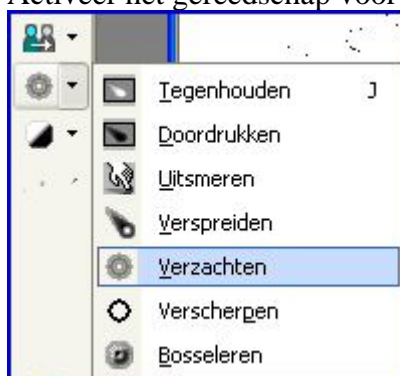 Activeer het gereedschap voor
Tegenhouden J
Doordrukken
Uitsmeren
Verspreiden
Verzachten
Verscherpen
Bosseleren